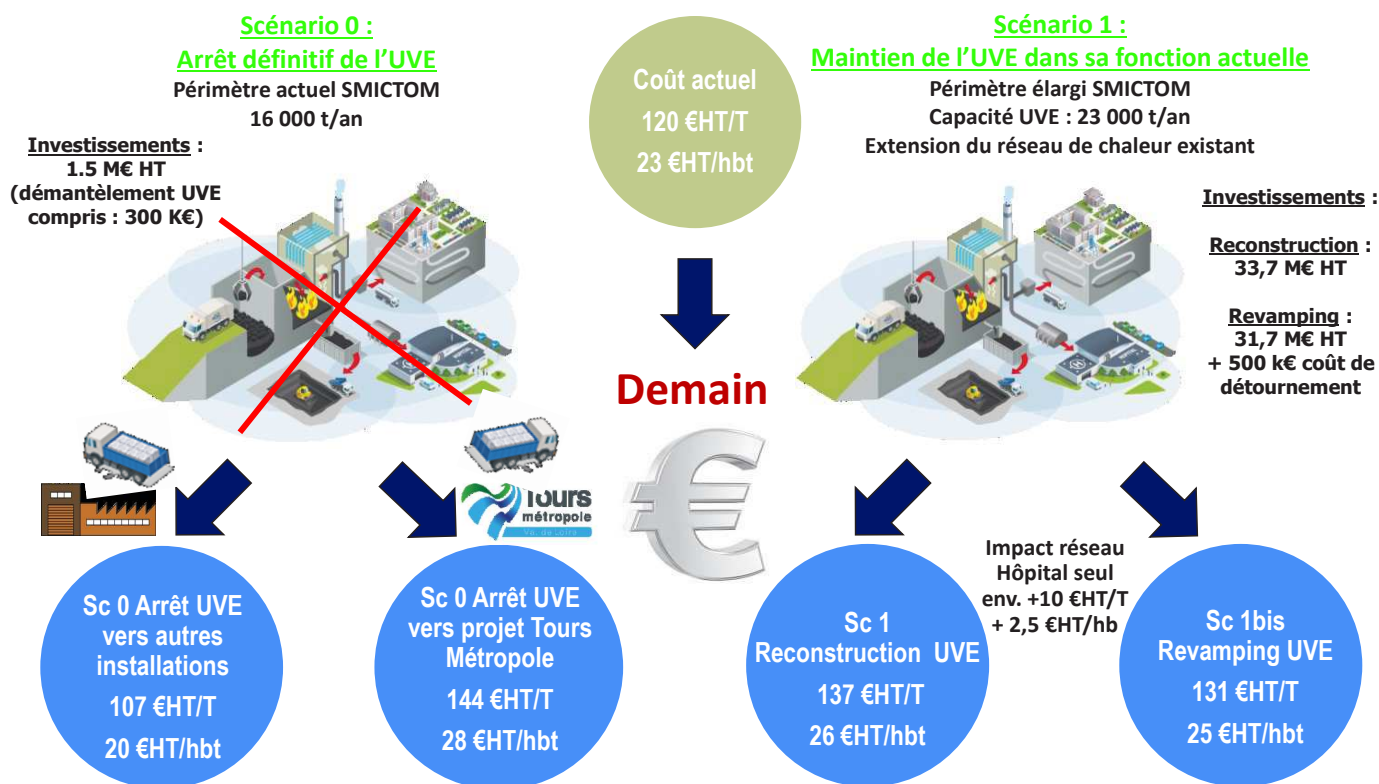 Scénario 0 :
Arrêt définitif de l’UVE
Périmètre actuel SMICTOM
16 000 t/an
Investissements :
1.5 M€ HT
(démantèlement UVE
compris : 300 K€)
Coût actuel
120 €HT/T
23 €HT/hbt
Scénario 1 :
Maintien de l’UVE dans sa fonction actuelle
Périmètre élargi SMICTOM
Capacité UVE : 23 000 t/an
Extension du réseau de chaleur existant
Investissements :
Reconstruction :
33,7 M€ HT
Revamping :
31,7 M€ HT
+ 500 k€ coût de
détournement
Demain
€
Tours
métropole
Sc 0 Arrêt UVE
vers autres
installations
107 €HT/T
20 €HT/hbt
Sc 0 Arrêt UVE
vers projet Tours
Métropole
144 €HT/T
28 €HT/hbt
Sc 1
Reconstruction UVE
137 €HT/T
26 €HT/hbt
Impact réseau
Hôpital seul
env. +10 €HT/T
+ 2,5 €HT/hb
Sc 1bis
Revamping UVE
131 €HT/T
25 €HT/hbt